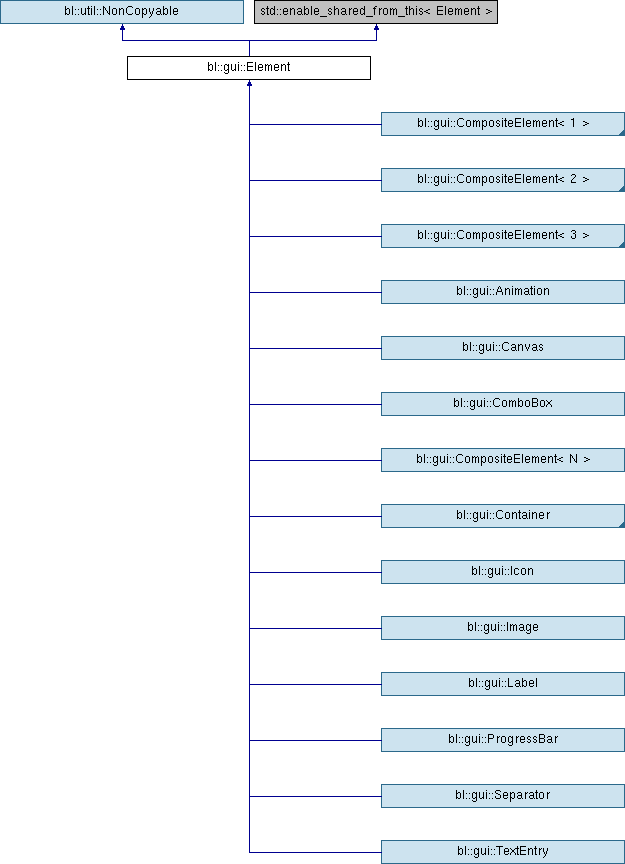 bl::util::NonCopyable
std::enable_shared_from_this< Element >
bl::gui::Element
bl::gui::CompositeElement< 1 >
bl::gui::CompositeElement< 2 >
bl::gui::CompositeElement< 3 >
bl::gui::Animation
bl::gui::Canvas
bl::gui::ComboBox
bl::gui::CompositeElement< N >
bl::gui::Container
bl::gui::Icon
bl::gui::Image
bl::gui::Label
bl::gui::ProgressBar
bl::gui::Separator
bl::gui::TextEntry